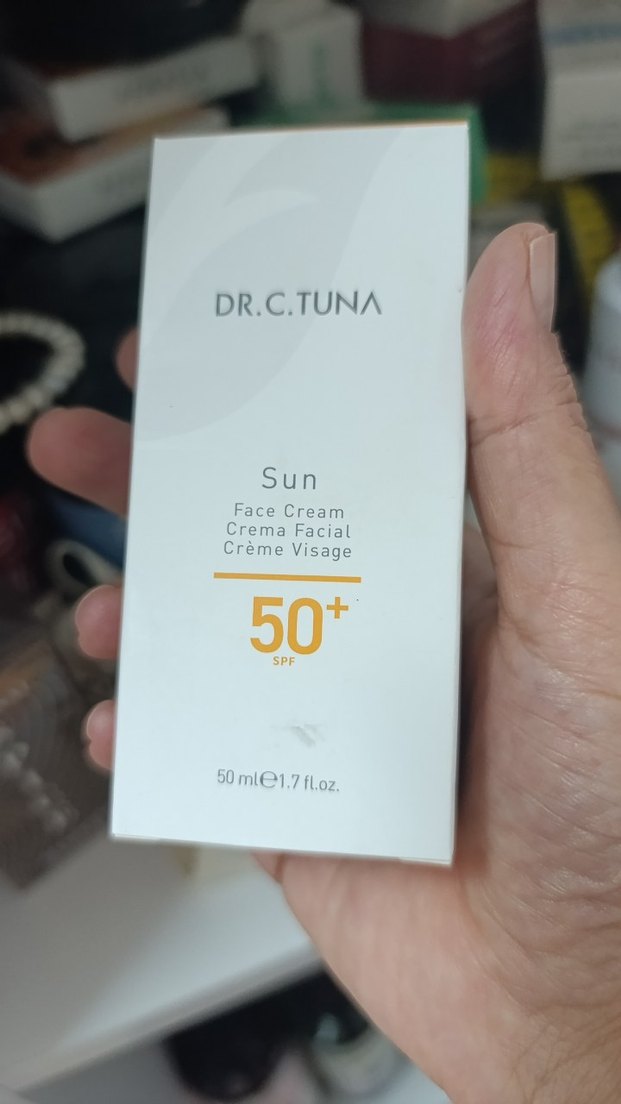 DR.C.TUNA
Sun
Face Cream
Crema Facial
Crème Visage
50+
SPF
50 ml℮1.7 fl.oz.